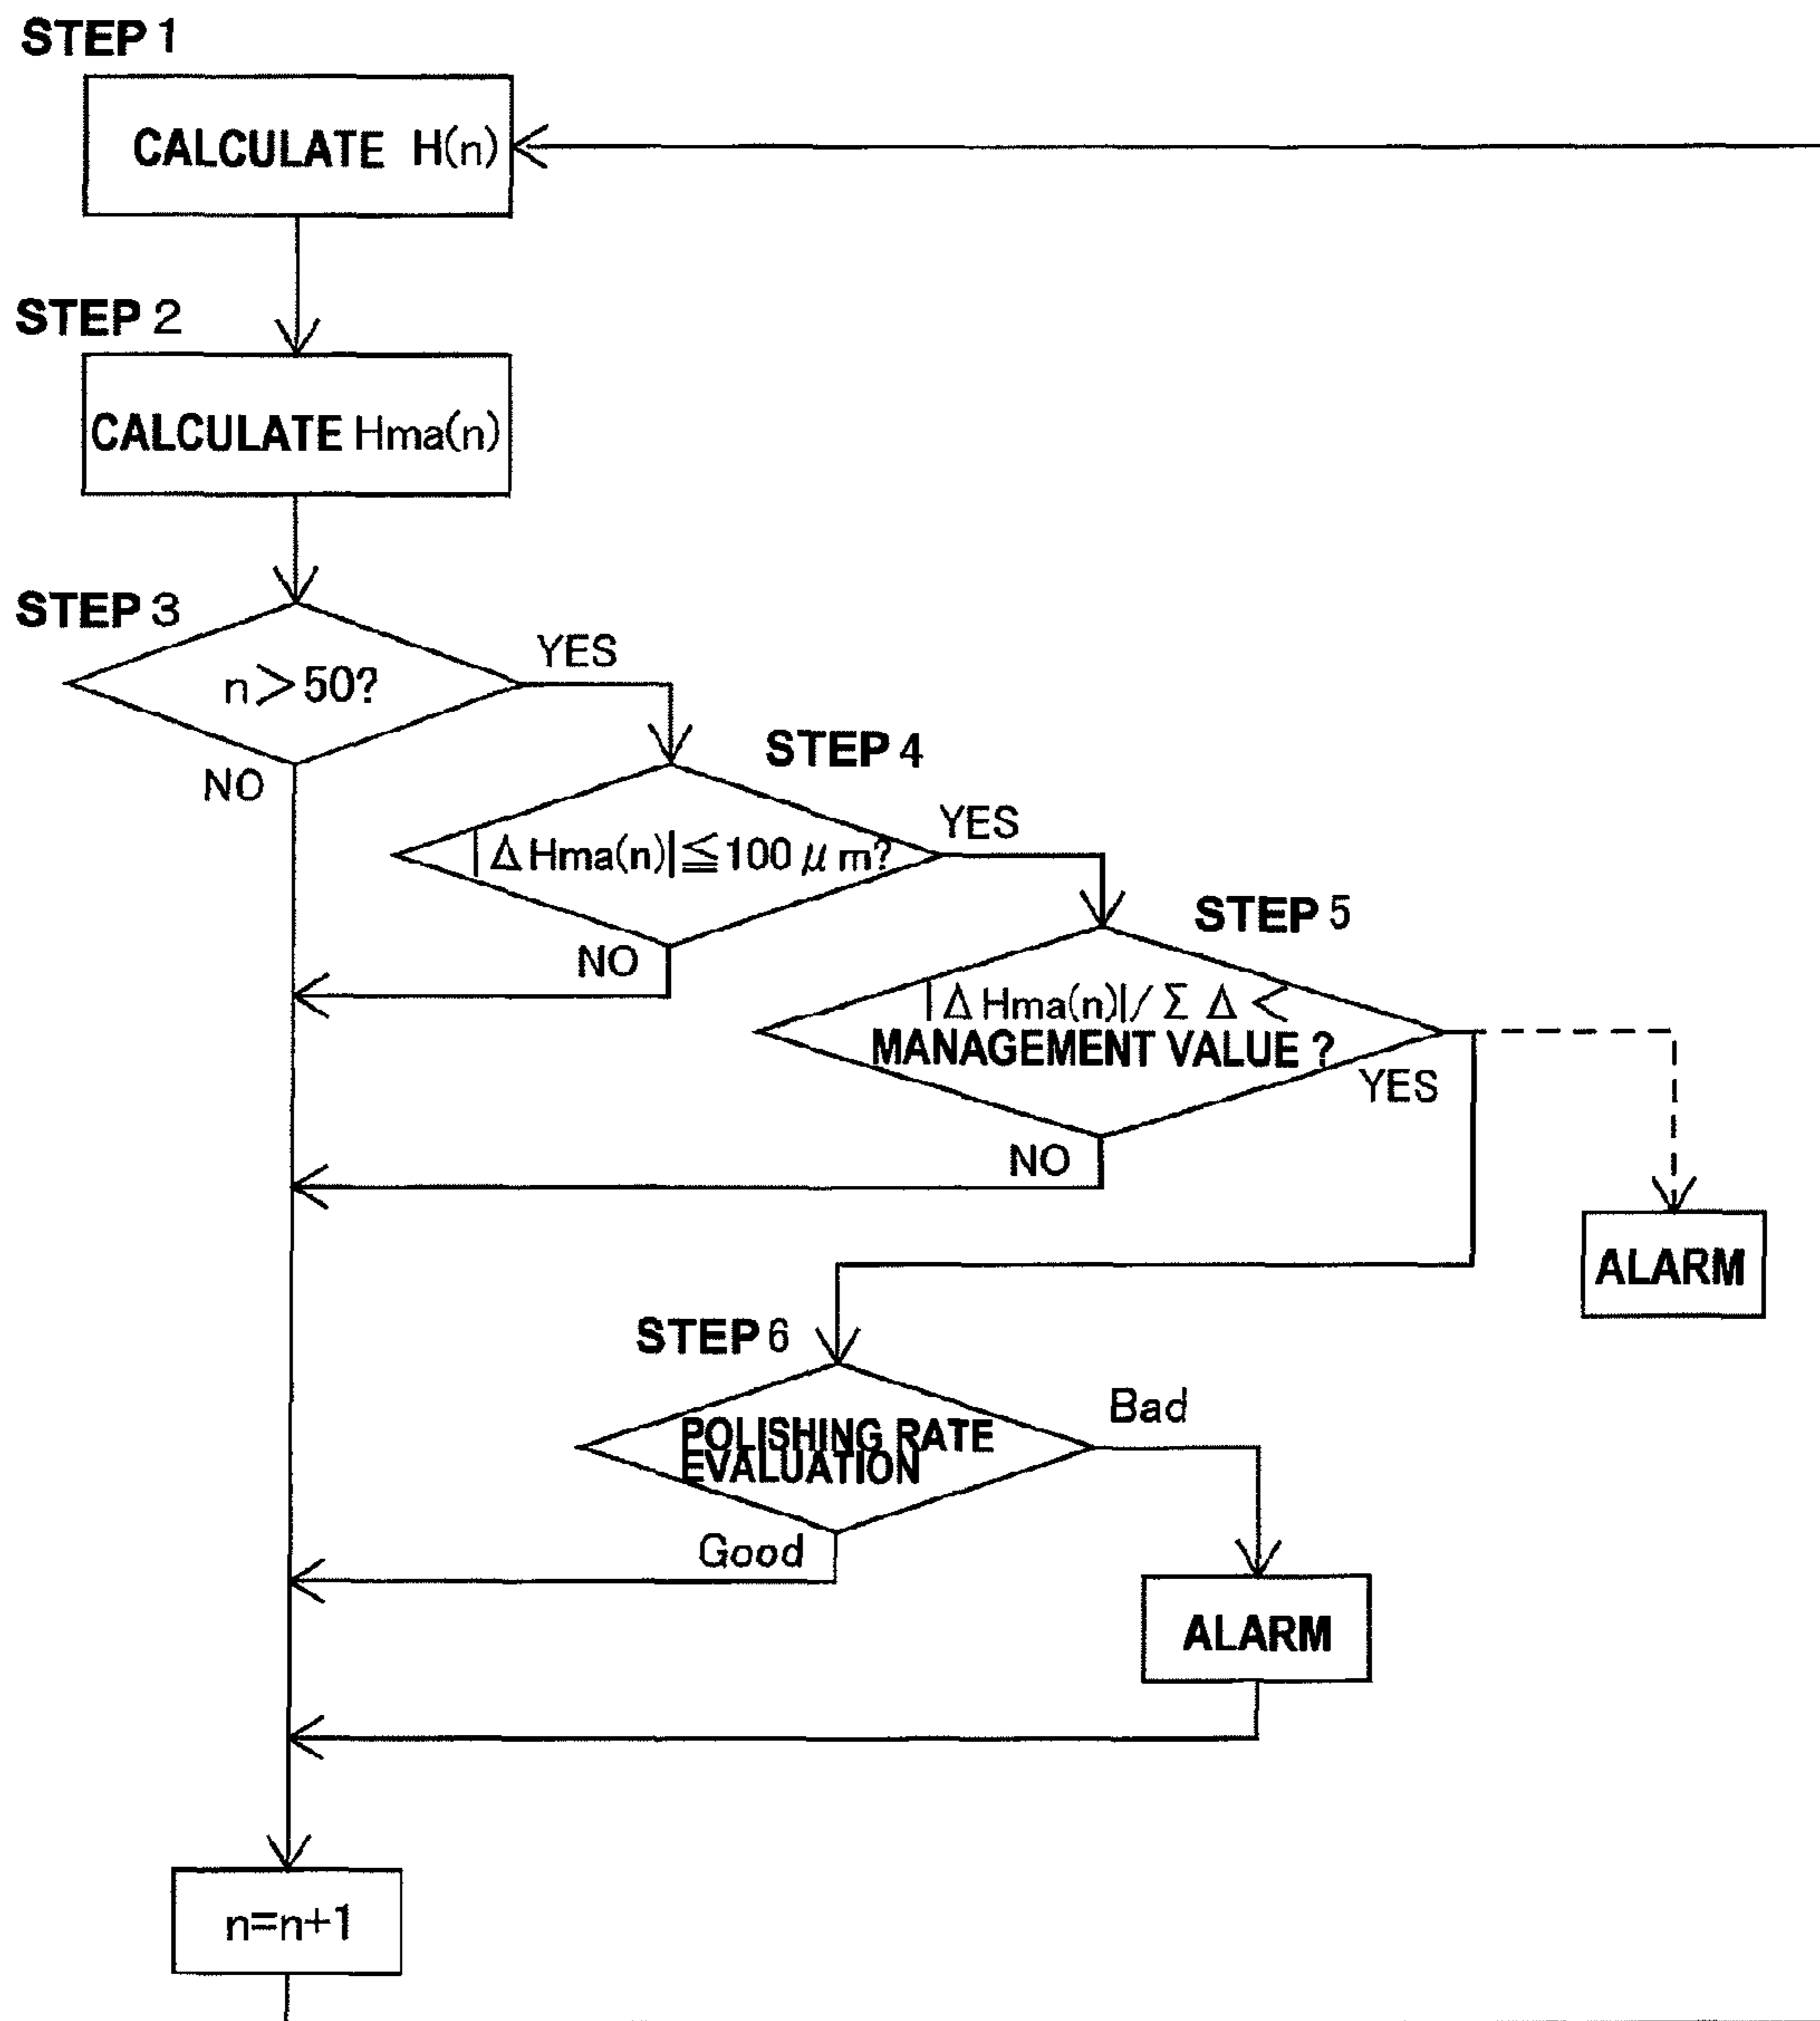 STEP 1
CALCULATE H(n)
STEP 2
CALCULATE Hma(n)
STEP 3
n>50?
YES
NO
STEP 4
|ΔHma(n)|≦100μm?
YES
NO
STEP 5
|ΔHma(n)|/ΣΔ<
MANAGEMENT VALUE?
YES
NO
ALARM
STEP 6
POLISHING RATE
EVALUATION
Bad
Good
ALARM
n=n+1